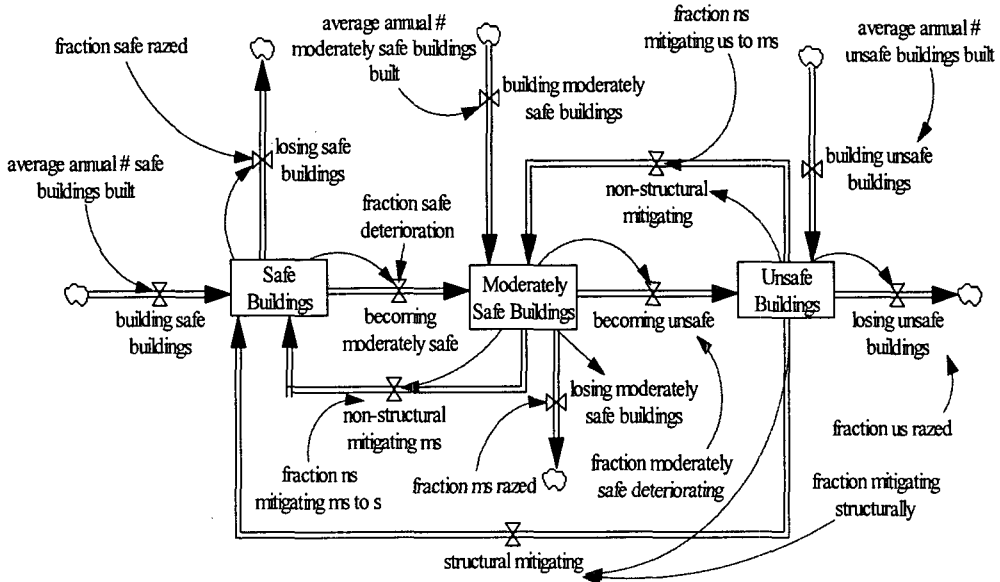 fraction safe razed
average annual #
moderately safe buildings
built
fraction ns
mitigating us to ms
average annual #
unsafe buildings built
building moderately
safe buildings
average annual # safe
buildings built
losing safe
buildings
building unsafe
buildings
non-structural
mitigating
fraction safe
deterioration
Safe
Buildings
Moderately
Safe Buildings
Unsafe
Buildings
building safe
buildings
becoming
moderately safe
becoming unsafe
losing unsafe
buildings
non-structural
mitigating ms
losing moderately
safe buildings
fraction ns
mitigating ms to s
fraction ms razed
fraction moderately
safe deteriorating
fraction us razed
fraction mitigating
structurally
structural mitigating